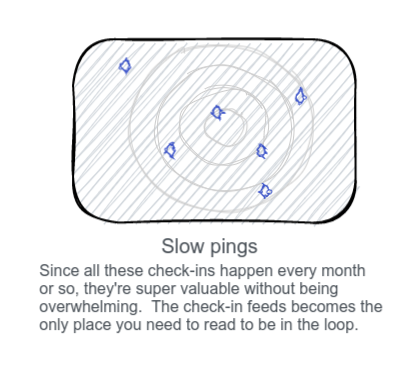 Slow pings
Since all these check-ins happen every month
or so, they're super valuable without being
overwhelming.  The check-in feeds becomes the
only place you need to read to be in the loop.